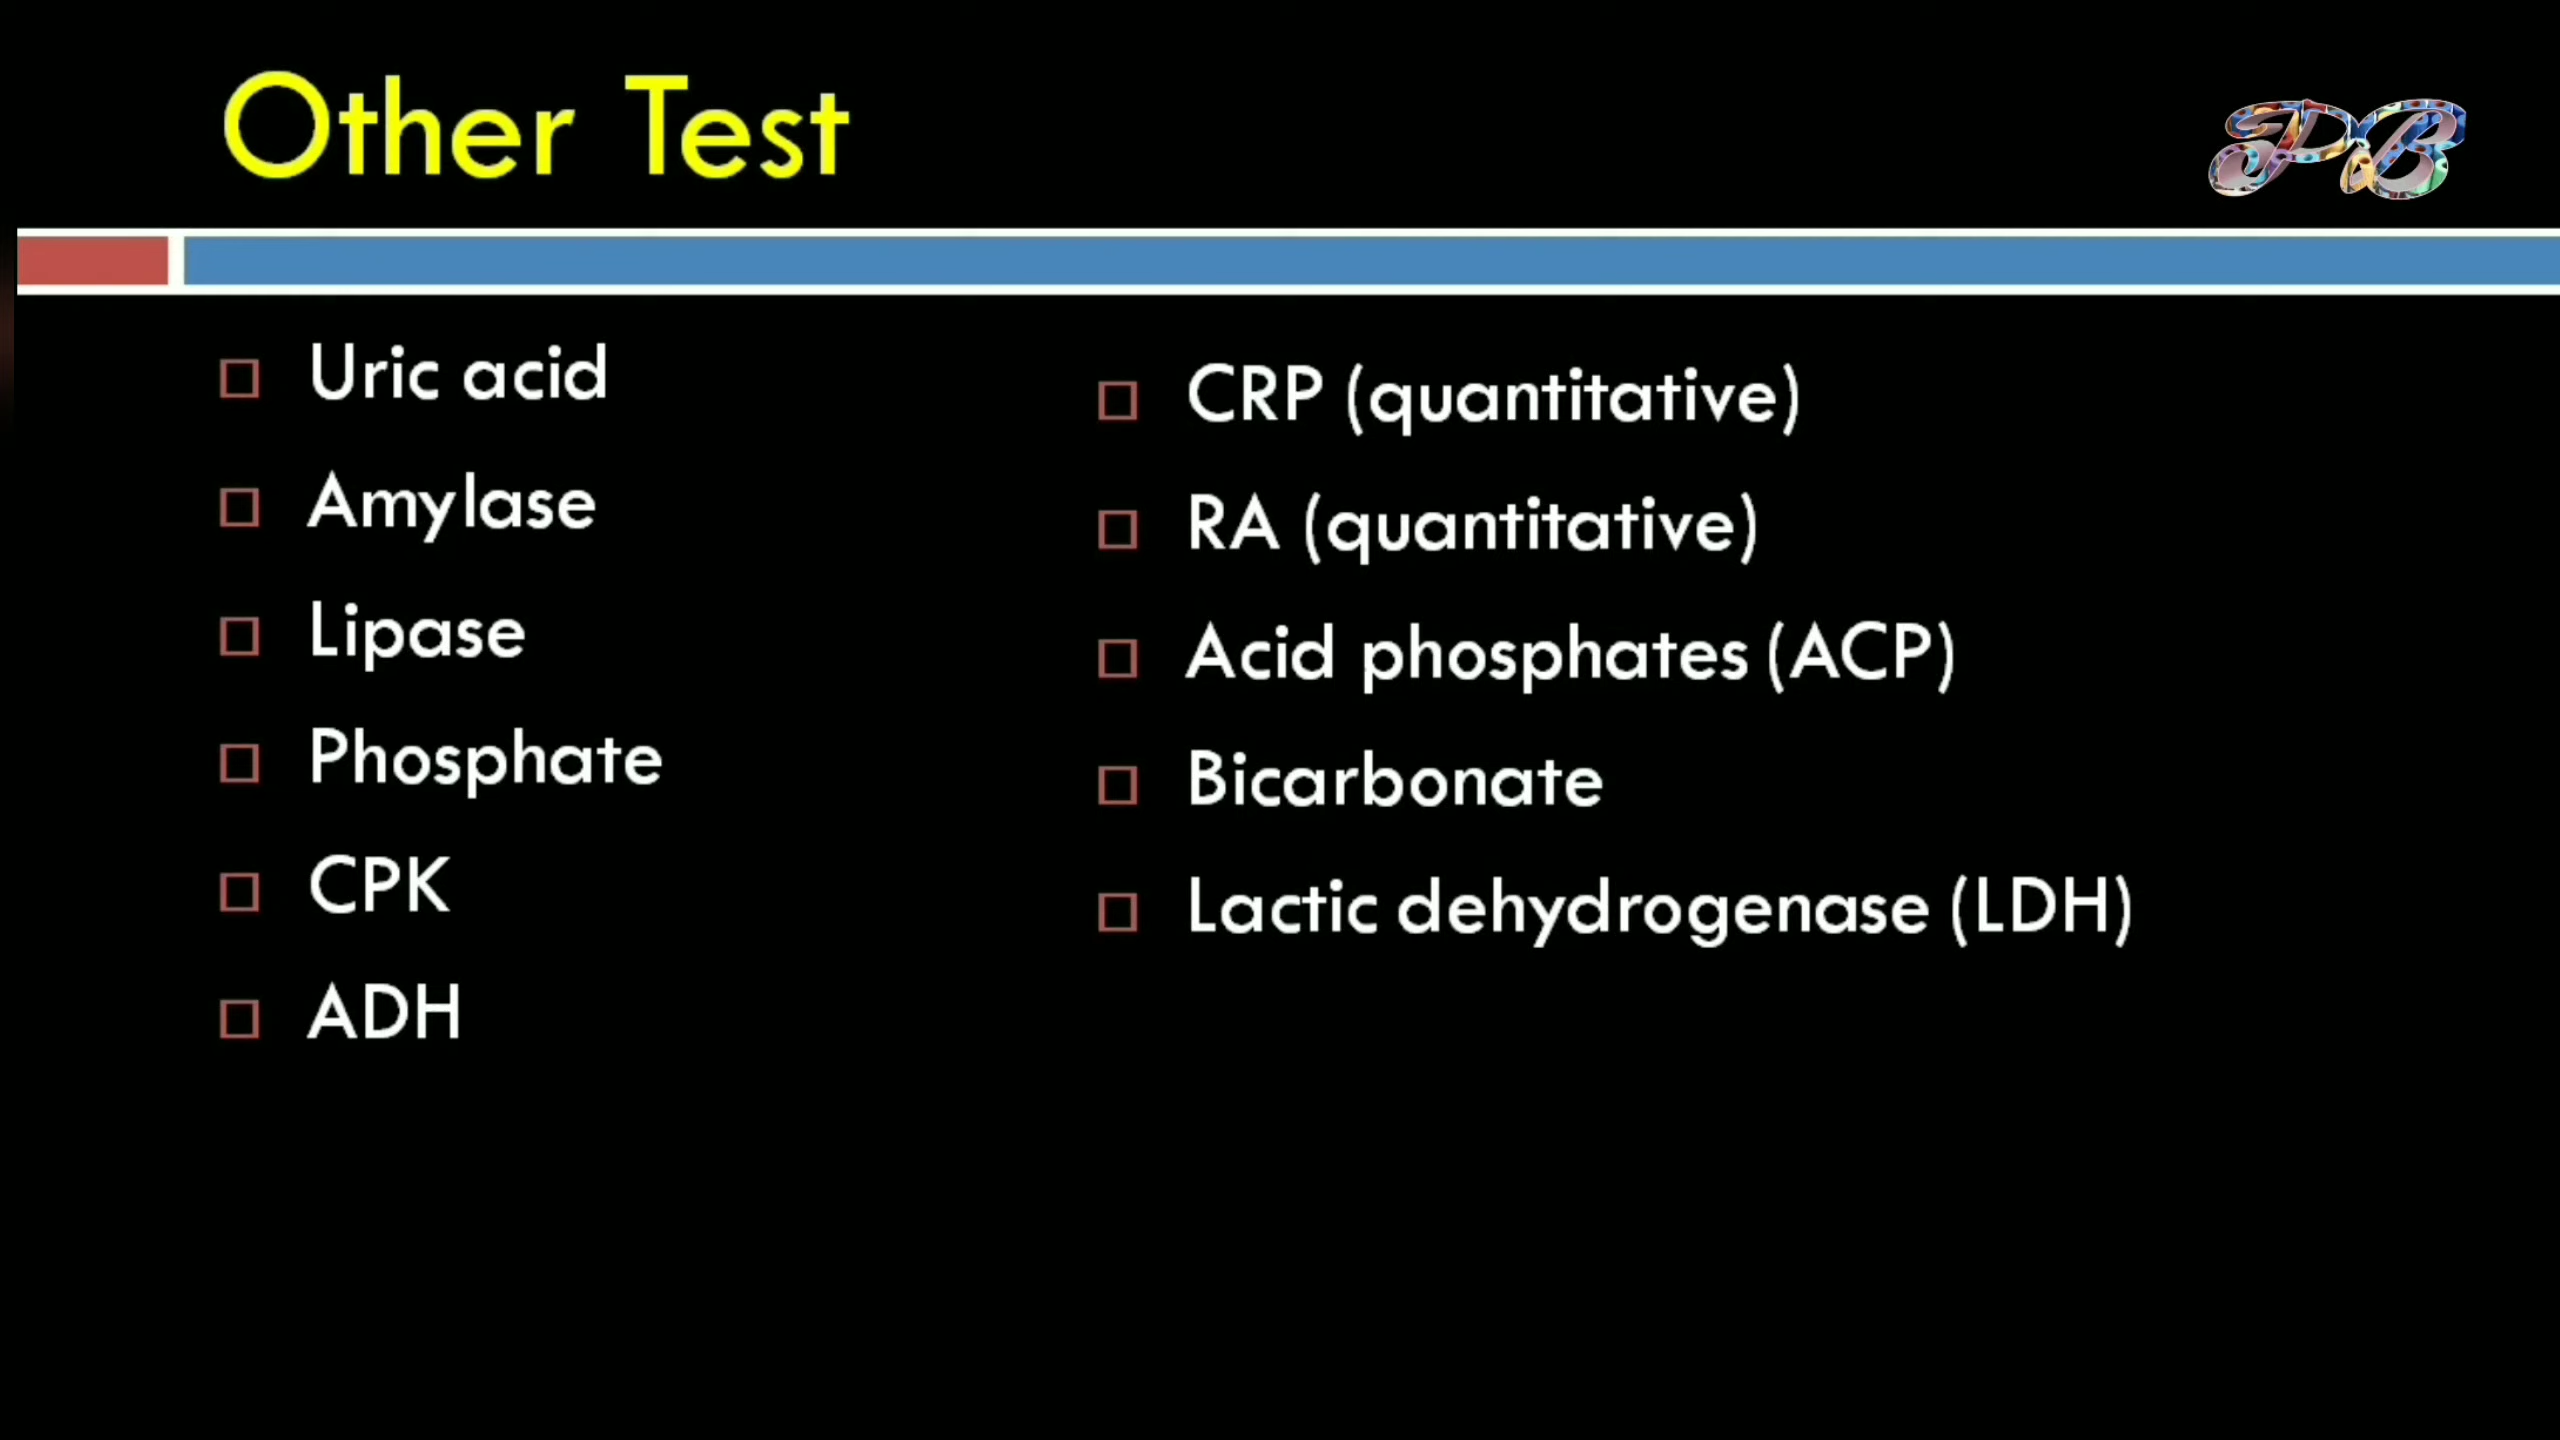 Other Test
PB
Uric acid
Amylase
Lipase
Phosphate
CPK
ADH
CRP (quantitative)
RA (quantitative)
Acid phosphates (ACP)
Bicarbonate
Lactic dehydrogenase (LDH)